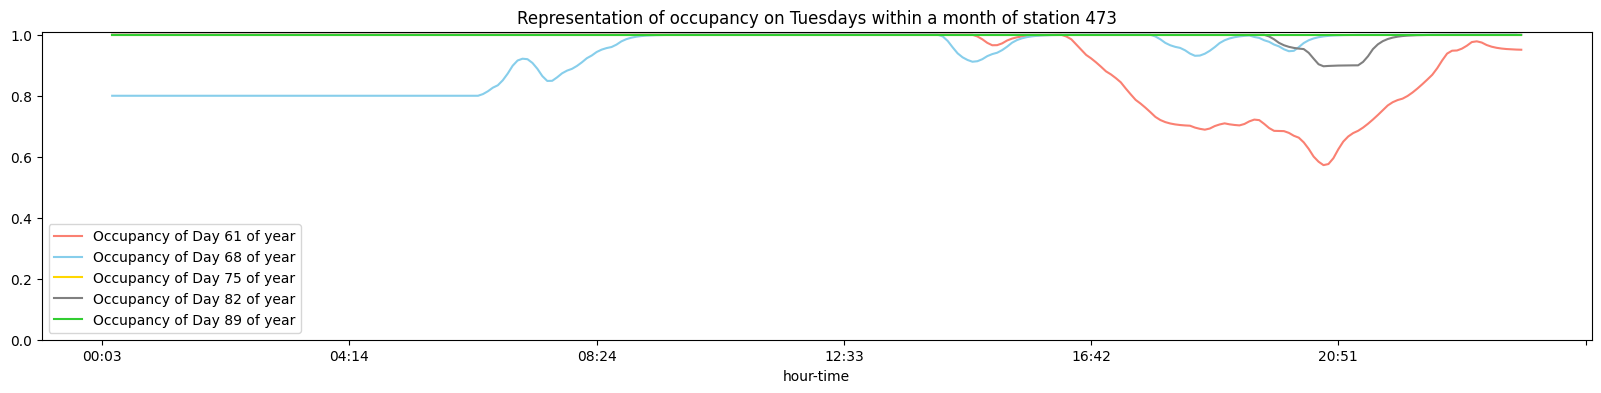 Representation of occupancy on Tuesdays within a month of station 473
1.0
0.8
0.6
0.4
0.2
0.0
Occupancy of Day 61 of year
Occupancy of Day 68 of year
Occupancy of Day 75 of year
Occupancy of Day 82 of year
Occupancy of Day 89 of year
00:03 04:14 08:24 12:33 16:42 20:51
hour-time